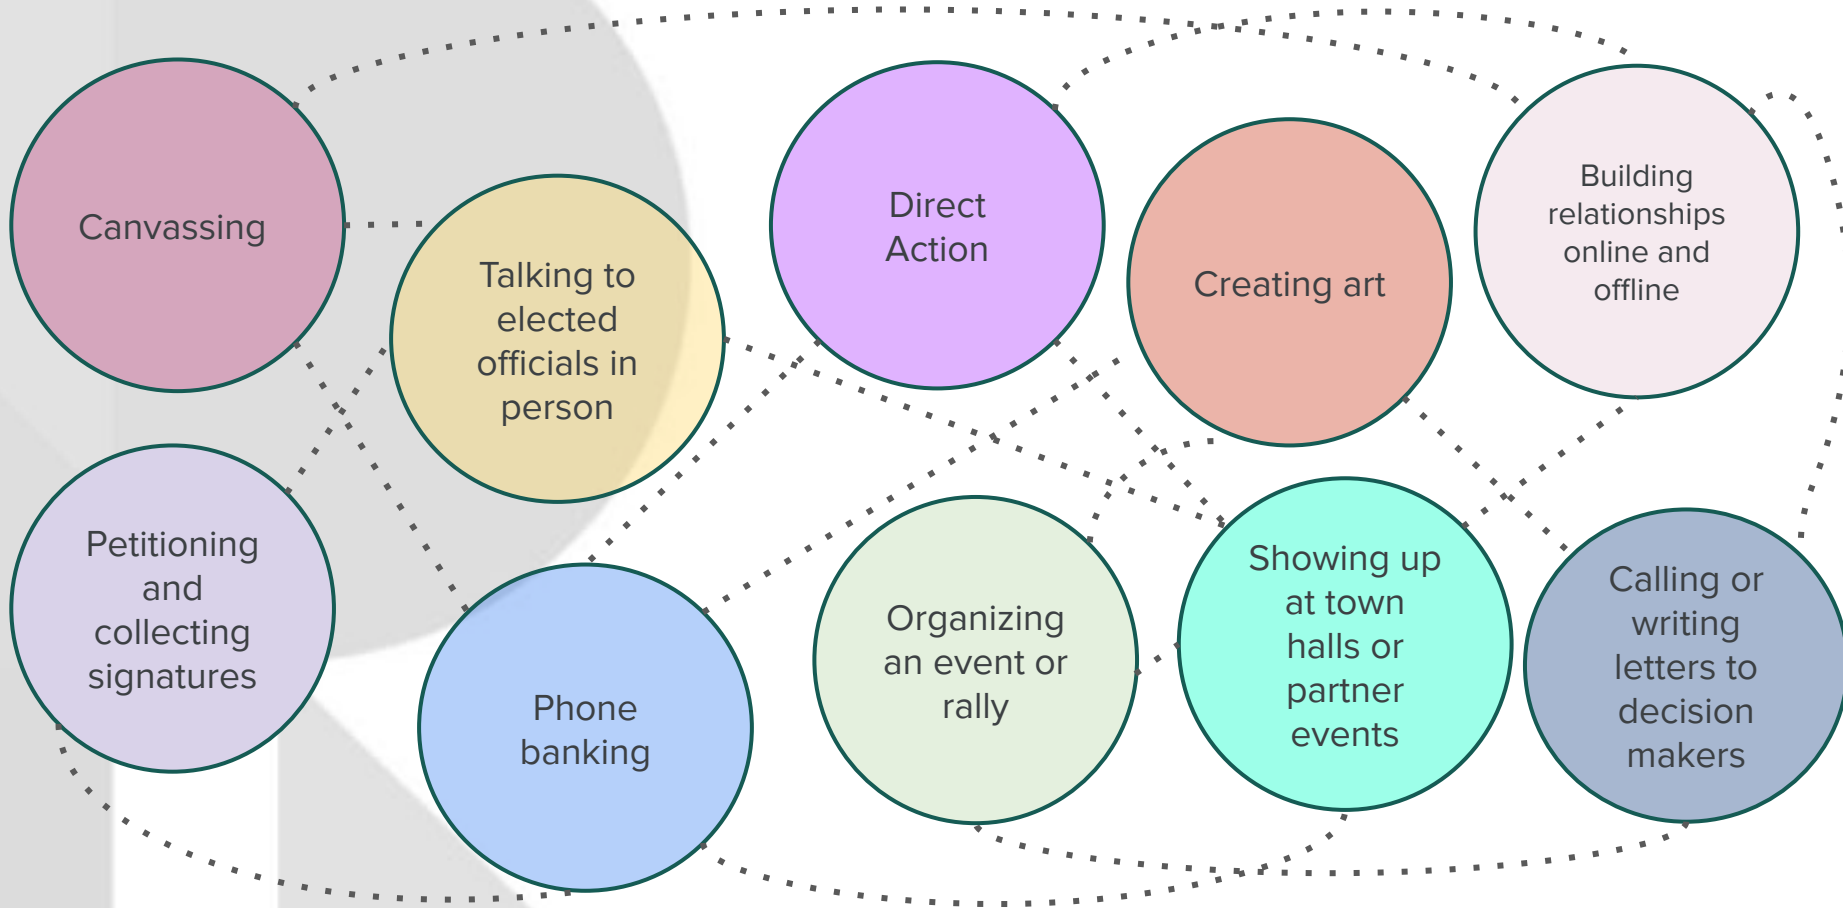 Canvassing
Talking to
elected
officials in
person
Direct
Action
Creating art
Building
relationships
online and
offline
Petitioning
and
collecting
signatures
Phone
banking
Organizing
an event or
rally
Showing up
at town
halls or
partner
events
Calling or
writing
letters to
decision
makers